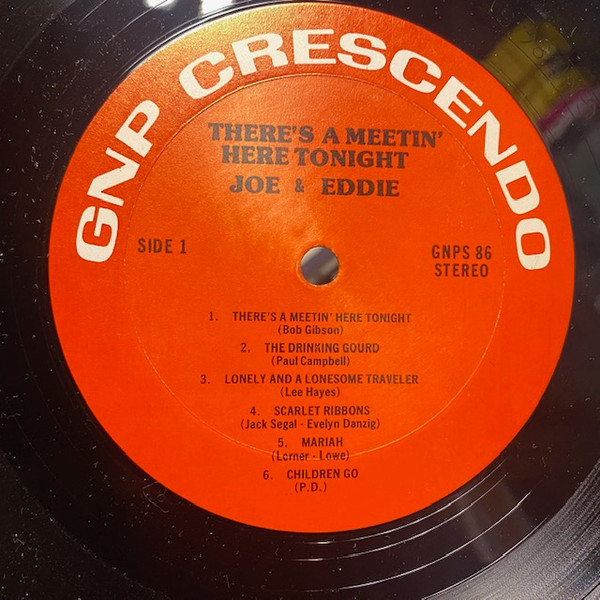 GNP CRESCENDO
THERE'S A MEETIN'
HERE TONIGHT
JOE & EDDIE
SIDE 1
GNPS 86
STEREO
1. THERE'S A MEETIN' HERE TONIGHT
(Bob Gibson)
2. THE DRINKING GOURD
(Paul Campbell)
3. LONELY AND A LONESOME TRAVELER
(Lee Hayes)
4. SCARLET RIBBONS
(Jack Segal - Evelyn Danzig)
5. MARIAH
(Lorner - Lowe)
6. CHILDREN GO
(P.D.)